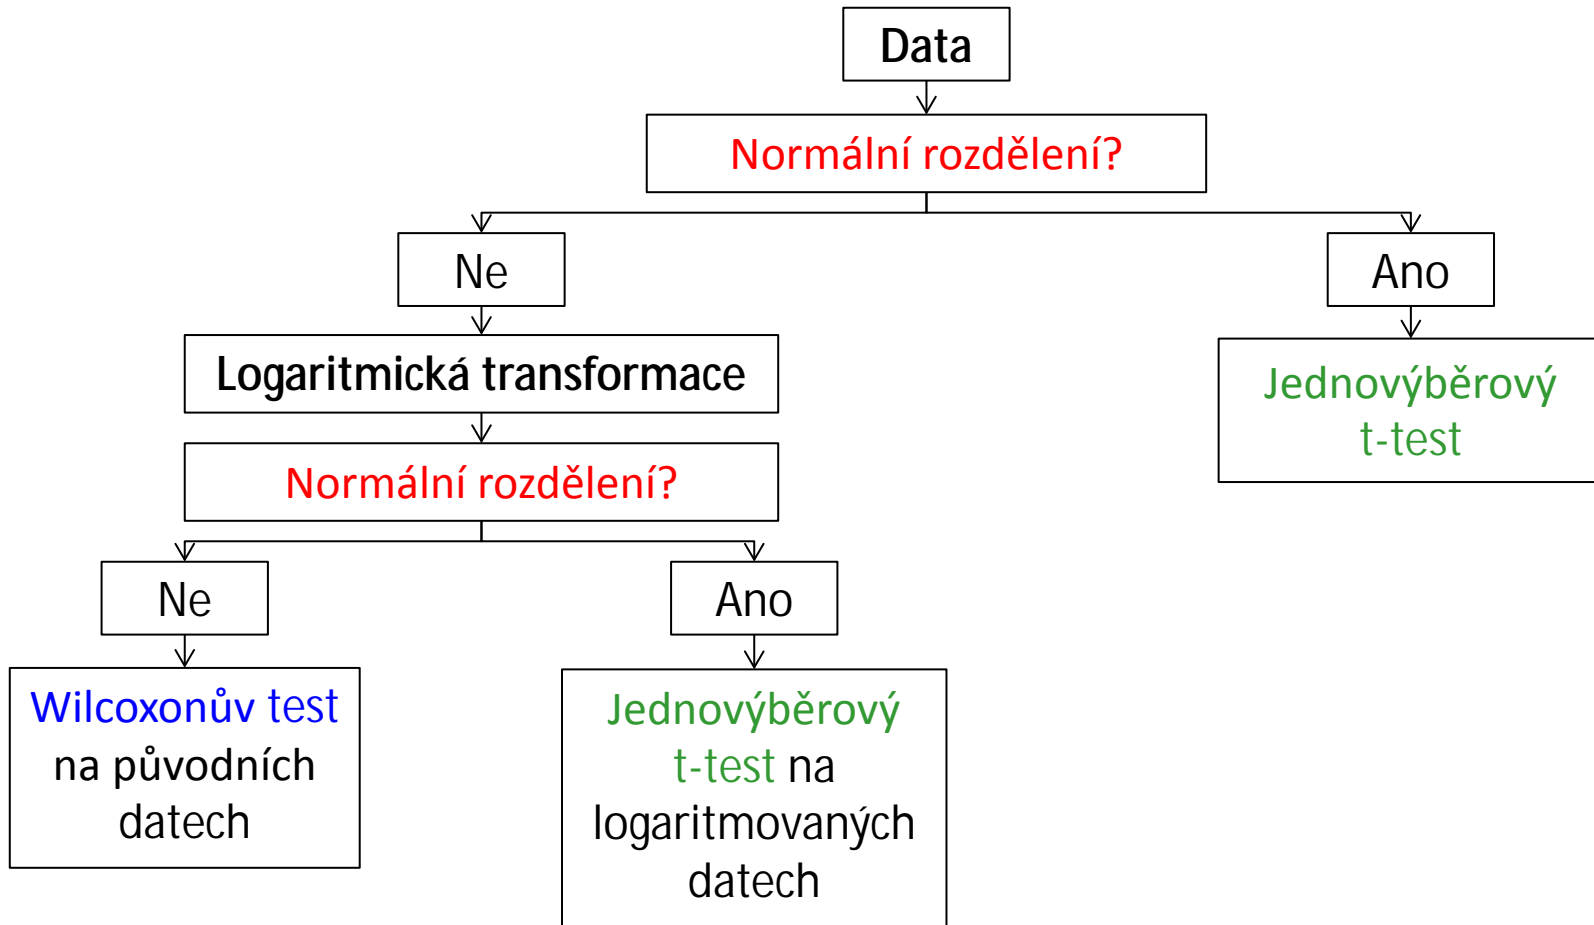 Data
Normální rozdělení?
Ne
Ano
Logaritmická transformace
Jednovýběrový
t-test
Normální rozdělení?
Ne
Ano
Wilcoxonův test
na původních
datech
Jednovýběrový
t-test na
logaritmovaných
datech